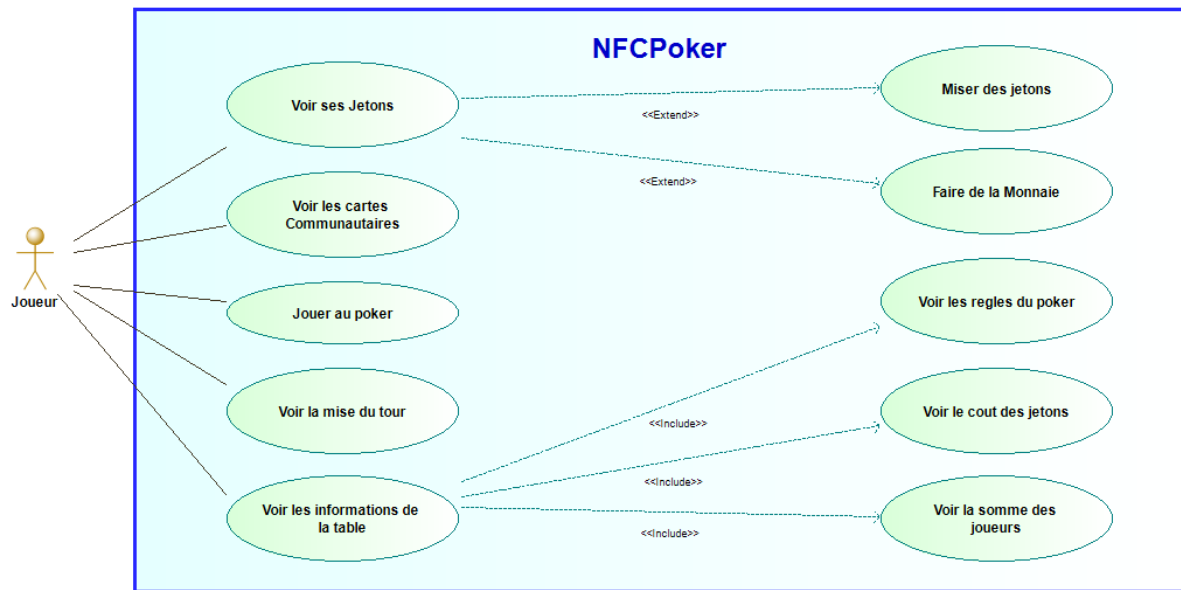 NFCPoker
Voir ses Jetons
Miser des jetons
<<Extend>>
<<Extend>>
Faire de la Monnaie
Voir les cartes
Communautaires
Joueur
Jouer au poker
Voir les regles du poker
Voir la mise du tour
<<Include>>
Voir le cout des jetons
<<Include>>
Voir les informations de
la table
<<Include>>
Voir la somme des
joueurs